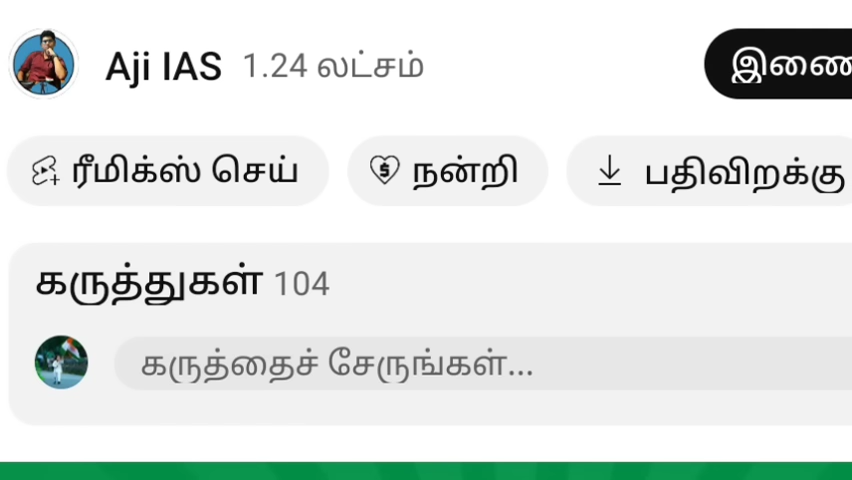 Aji IAS 1.24 லட்சம்
ரீமிக்ஸ் செய் நன்றி பதிவிறக்கு
கருத்துகள் 104
கருத்தைச் சேருங்கள்...